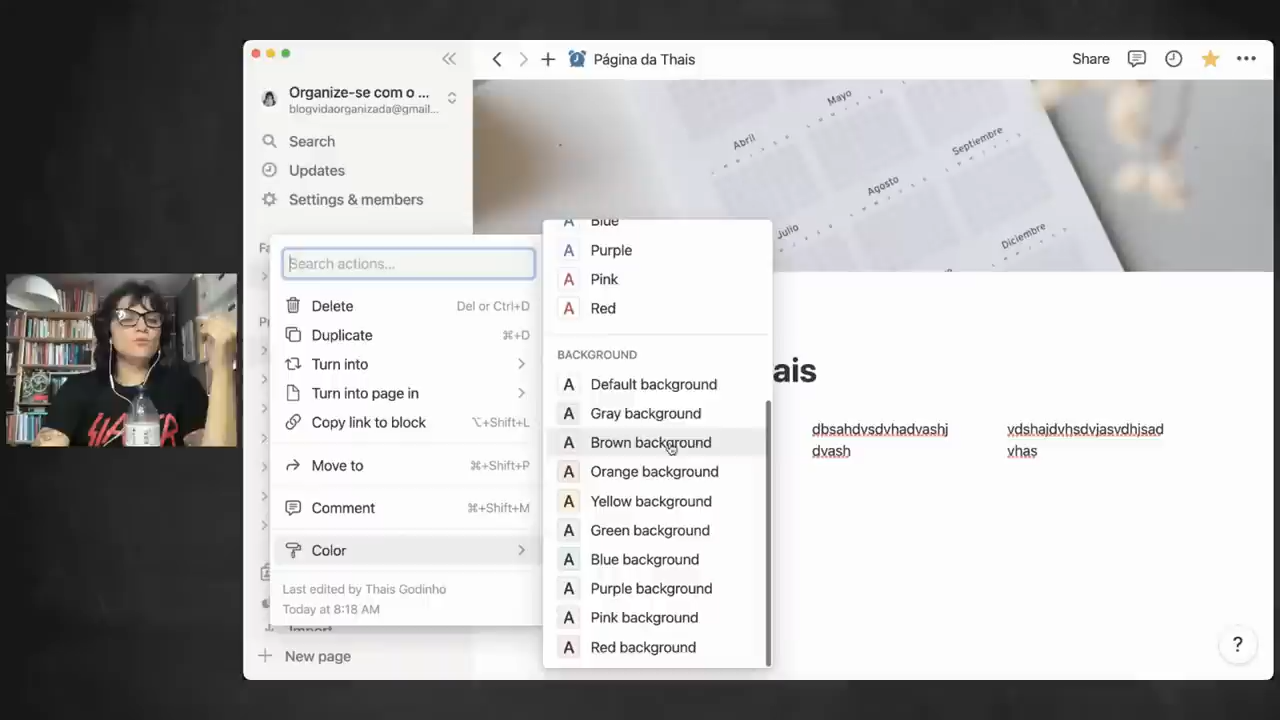 Página da Thais
Share
Organize-se com o ...
blogvidaorganizada@gmail...
Search
Updates
Settings & members
Mayo
Abril
Septiembre
Agosto
Julio
Diciembre
Fa
Pr
Search actions...
Delete Del or Ctrl+D
Duplicate ⌘+D
Turn into
Turn into page in
Copy link to block ⌥+Shift+L
Move to ⌘+Shift+P
Comment ⌘+Shift+M
Color
Last edited by Thais Godinho
Today at 8:18 AM
Import
New page
A Blue
A Purple
A Pink
A Red
BACKGROUND
A Default background
A Gray background
A Brown background
A Orange background
A Yellow background
A Green background
A Blue background
A Purple background
A Pink background
A Red background
ais
dbsahdvsdvhadvashj
dvash
vdshajdvhsdvjasvdhjsad
vhas
?